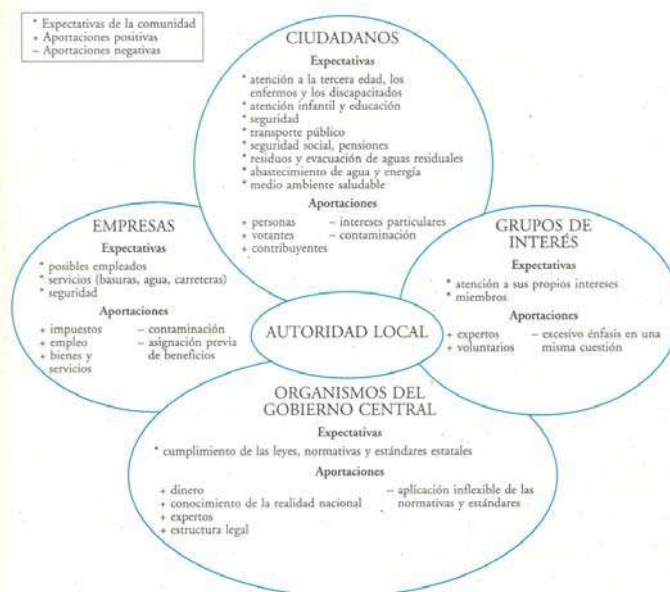 * Expectativas de la comunidad
+ Aportaciones positivas
– Aportaciones negativas
CIUDADANOS
Expectativas
* atención a la tercera edad, los
enfermos y los discapacitados
* atención infantil y educación
* seguridad
* transporte público
* seguridad social, pensiones
* residuos y evacuación de aguas residuales
* abastecimiento de agua y energía
* medio ambiente saludable
Aportaciones
+ personas – intereses particulares
+ votantes – contaminación
+ contribuyentes
EMPRESAS
Expectativas
* posibles empleados
* servicios (basuras, agua, carreteras)
* seguridad
Aportaciones
+ impuestos – contaminación
+ empleo – asignación previa
+ bienes y de beneficios
servicios
GRUPOS DE
INTERÉS
Expectativas
* atención a sus propios intereses
* miembros
Aportaciones
+ expertos – excesivo énfasis en una
+ voluntarios misma cuestión
AUTORIDAD LOCAL
ORGANISMOS DEL
GOBIERNO CENTRAL
Expectativas
* cumplimiento de las leyes, normativas y estándares estatales
Aportaciones
+ dinero – aplicación inflexible de las
+ conocimiento de la realidad nacional normativas y estándares
+ expertos
+ estructura legal